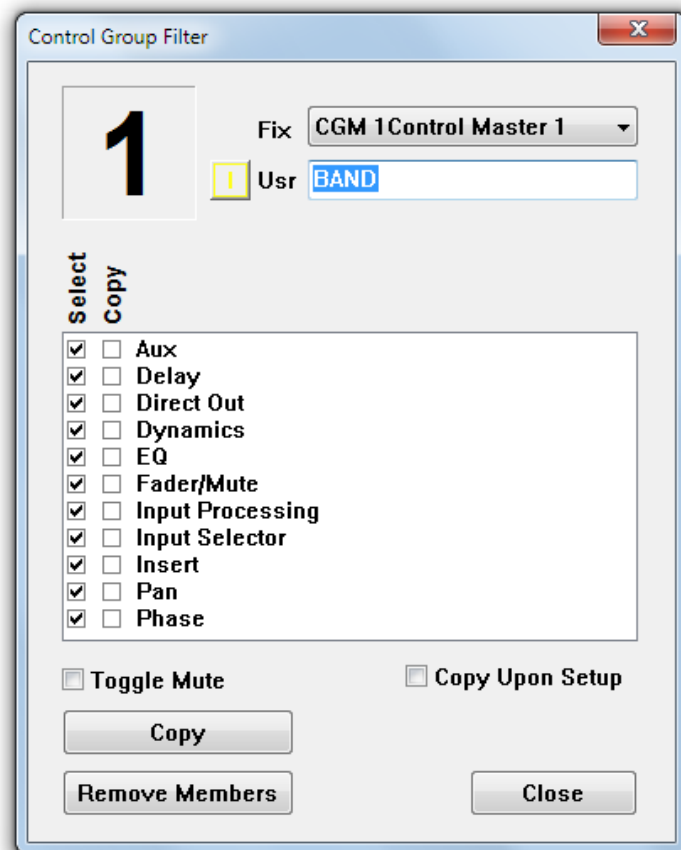 Control Group Filter
X
1
Fix CGM 1Control Master 1
I Usr BAND
Select
Copy
Aux
Delay
Direct Out
Dynamics
EQ
Fader/Mute
Input Processing
Input Selector
Insert
Pan
Phase
Toggle Mute
Copy Upon Setup
Copy
Remove Members
Close